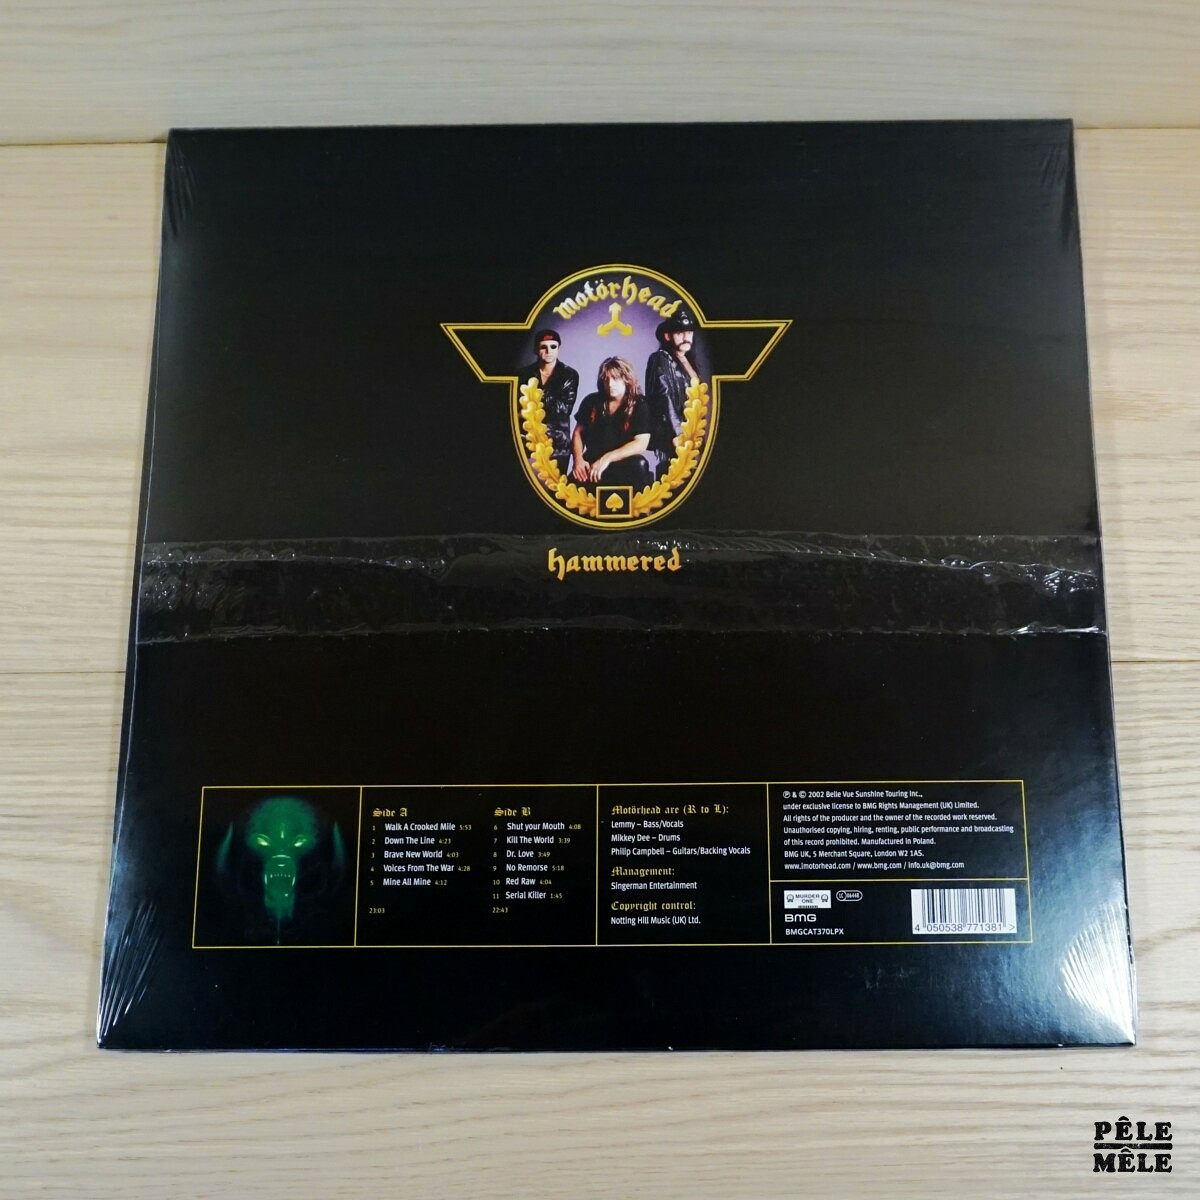 Motörhead
hammered
Side A
1 Walk A Crooked Mile 5:53
2 Down The Line 4:23
3 Brave New World 4:03
4 Voices From The War 4:28
5 Mine All Mine 4:12
23:03
Side B
6 Shut your Mouth 4:08
7 Kill The World 3:39
8 Dr. Love 3:49
9 No Remorse 5:18
10 Red Raw 4:04
11 Serial Killer 1:45
22:43
Motörhead are (R to L):
Lemmy – Bass/Vocals
Mikkey Dee – Drums
Philip Campbell – Guitars/Backing Vocals
Management:
Singerman Entertainment
Copyright control:
Notting Hill Music (UK) Ltd.
℗ & © 2002 Belle Vue Sunshine Touring Inc.,
under exclusive license to BMG Rights Management (UK) Limited.
All rights of the producer and the owner of the recorded work reserved.
Unauthorised copying, hiring, renting, public performance and broadcasting
of this record prohibited. Manufactured in Poland.
BMG UK, 5 Merchant Square, London W2 1AS.
www.imotorhead.com / www.bmg.com / info.uk@bmg.com
MURDER
ONE
LC 06448
BMG
BMGCAT370LPX
4 050538 771381 >
PÊLE
MÊLE